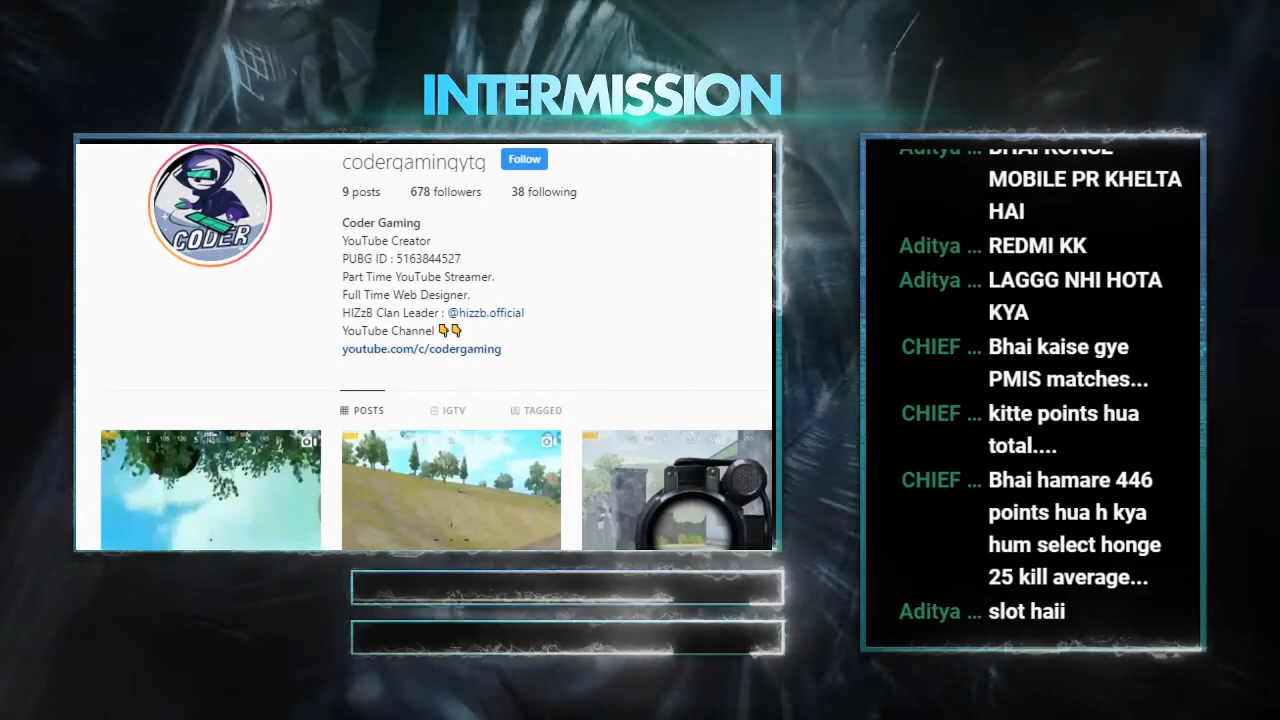 INTERMISSION
codergamingytg Follow
9 posts 678 followers 38 following
Coder Gaming
YouTube Creator
PUBG ID : 5163844527
Part Time YouTube Streamer.
Full Time Web Designer.
HIZzB Clan Leader : @hizzb.official
YouTube Channel 👇👇
youtube.com/c/codergaming
POSTS IGTV TAGGED
CODER
Aditya ... BHAI KONSE
MOBILE PR KHELTA
HAI
Aditya ... REDMI KK
Aditya ... LAGGG NHI HOTA
KYA
CHIEF ... Bhai kaise gye
PMIS matches...
CHIEF ... kitte points hua
total....
CHIEF ... Bhai hamare 446
points hua h kya
hum select honge
25 kill average...
Aditya ... slot haii